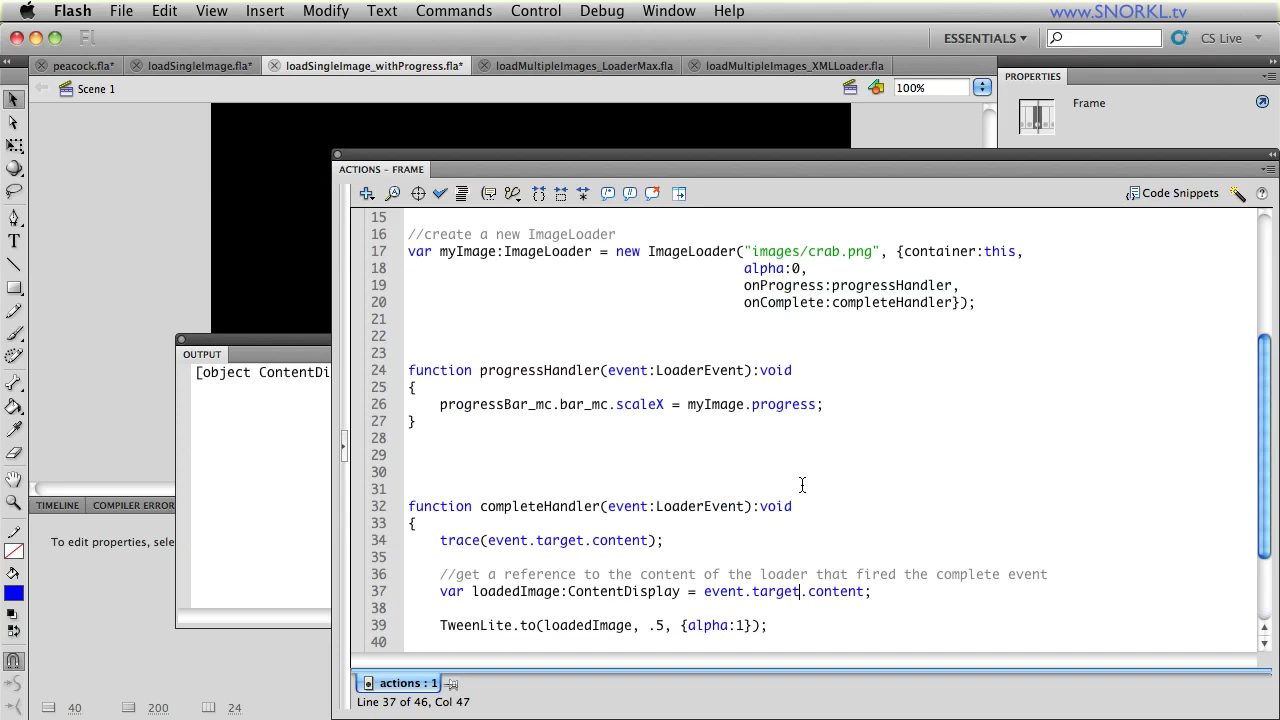 Flash File Edit View Insert Modify Text Commands Control Debug Window Help www.SNORKL.tv
Fl ESSENTIALS CS Live
peacock.fla* loadSingleImage.fla* loadSingleImage_withProgress.fla* loadMultipleImages_LoaderMax.fla loadMultipleImages_XMLLoader.fla
Scene 1 100%
PROPERTIES
Frame
ACTIONS - FRAME
Code Snippets
15
16 //create a new ImageLoader
17 var myImage:ImageLoader = new ImageLoader("images/crab.png", {container:this,
18 alpha:0,
19 onProgress:progressHandler,
20 onComplete:completeHandler});
21
22
23
24 function progressHandler(event:LoaderEvent):void
25 {
26 progressBar_mc.bar_mc.scaleX = myImage.progress;
27 }
28
29
30
31
32 function completeHandler(event:LoaderEvent):void
33 {
34 trace(event.target.content);
35
36 //get a reference to the content of the loader that fired the complete event
37 var loadedImage:ContentDisplay = event.target.content;
38
39 TweenLite.to(loadedImage, .5, {alpha:1});
40
actions : 1
Line 37 of 46, Col 47
OUTPUT
[object ContentDi
TIMELINE COMPILER ERROR
To edit properties, sele
40 200 24